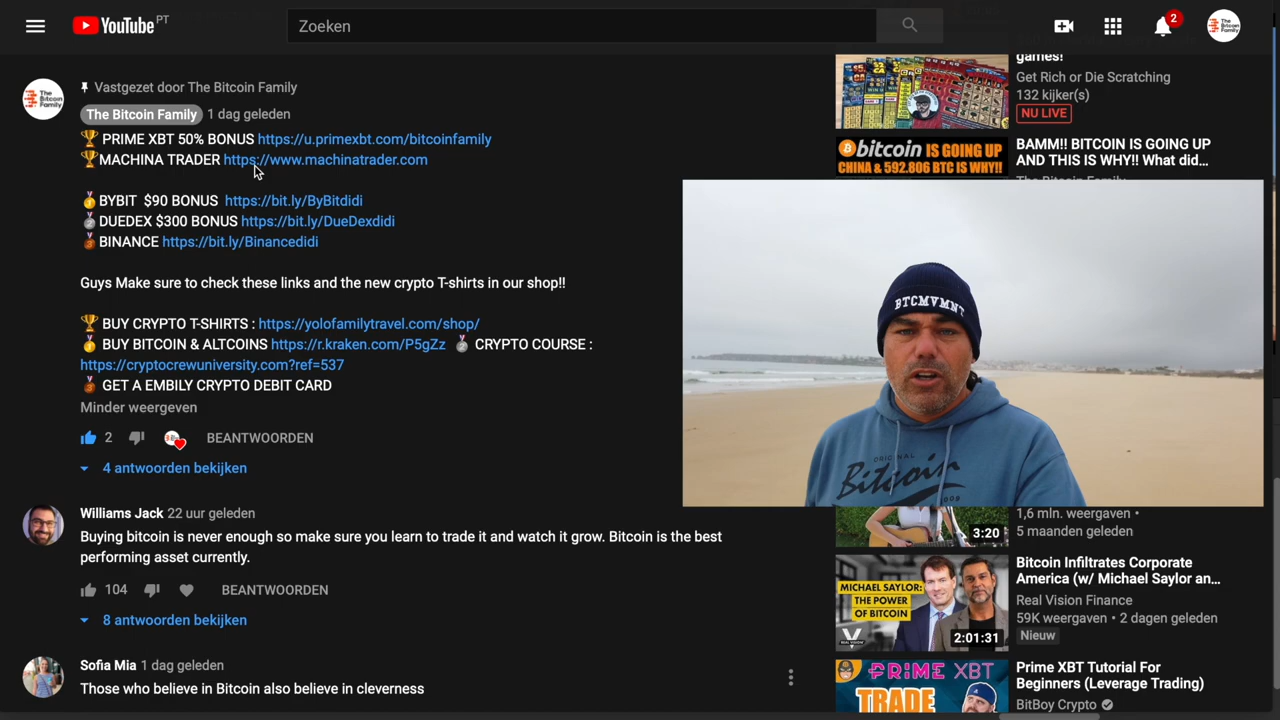 YouTube PT
Zoeken
2
The Bitcoin Family
Vastgezet door The Bitcoin Family
The Bitcoin Family 1 dag geleden
🏆 PRIME XBT 50% BONUS https://u.primexbt.com/bitcoinfamily
🏆MACHINA TRADER https://www.machinatrader.com
🥇BYBIT $90 BONUS https://bit.ly/ByBitdidi
🥈DUEDEX $300 BONUS https://bit.ly/DueDexdidi
🥉BINANCE https://bit.ly/Binancedidi
Guys Make sure to check these links and the new crypto T-shirts in our shop!!
🏆 BUY CRYPTO T-SHIRTS : https://yolofamilytravel.com/shop/
🥇 BUY BITCOIN & ALTCOINS https://r.kraken.com/P5gZz 🥈 CRYPTO COURSE :
https://cryptocrewuniversity.com?ref=537
🥉 GET A EMBILY CRYPTO DEBIT CARD
Minder weergeven
2 BEANTWOORDEN
4 antwoorden bekijken
Williams Jack 22 uur geleden
Buying bitcoin is never enough so make sure you learn to trade it and watch it grow. Bitcoin is the best
performing asset currently.
104 BEANTWOORDEN
8 antwoorden bekijken
Sofia Mia 1 dag geleden
Those who believe in Bitcoin also believe in cleverness
games!
Get Rich or Die Scratching
132 kijker(s)
NU LIVE
bitcoin IS GOING UP
CHINA & 592.806 BTC IS WHY!!
BAMM!! BITCOIN IS GOING UP
AND THIS IS WHY!! What did...
The Bitcoin Family
BTCMVMNT
ORIGINAL
Bitcoin
2009
3:20
1,6 mln. weergaven •
5 maanden geleden
MICHAEL SAYLOR:
THE POWER
OF BITCOIN
2:01:31
Bitcoin Infiltrates Corporate
America (w/ Michael Saylor an...
Real Vision Finance
59K weergaven • 2 dagen geleden
Nieuw
PRIME XBT
TRADE
Prime XBT Tutorial For
Beginners (Leverage Trading)
BitBoy Crypto